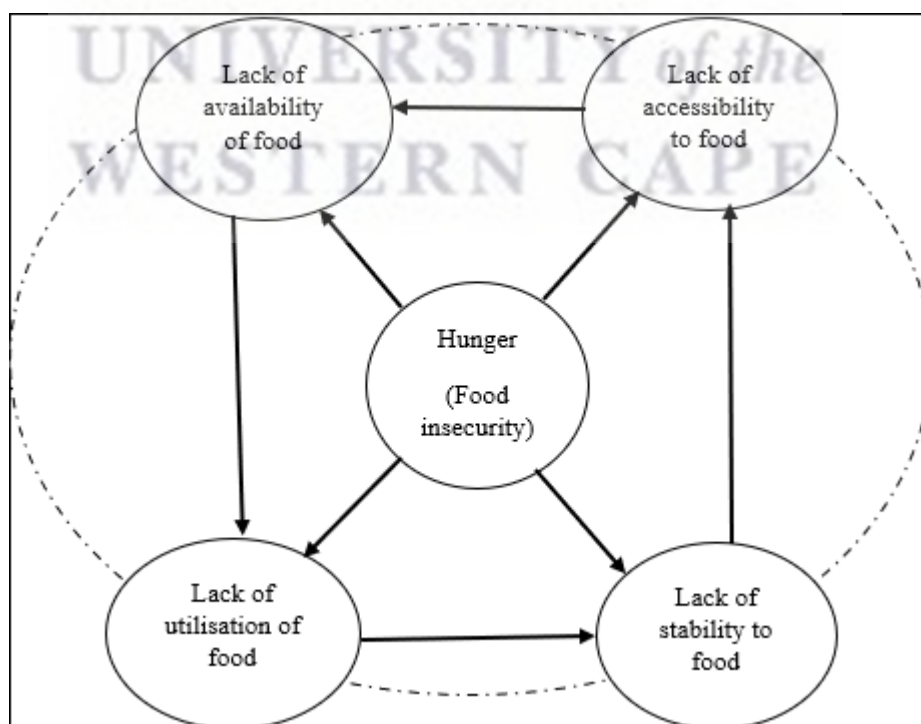 UNIVERSITY of the
WESTERN CAPE
Lack of
availability
of food
Lack of
accessibility
to food
Hunger
(Food
insecurity)
Lack of
utilisation of
food
Lack of
stability to
food